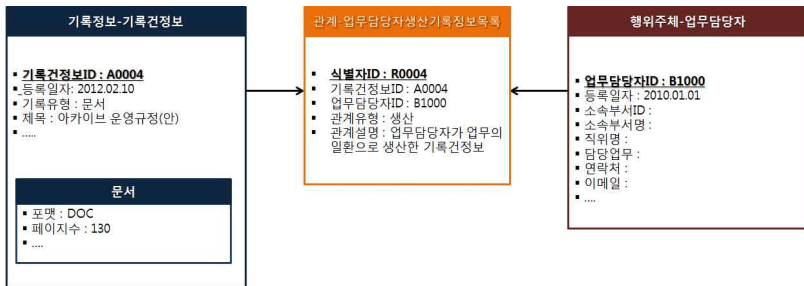 기록정보-기록건정보
▪ 기록건정보ID : A0004
▪ 등록일자: 2012.02.10
▪ 기록유형 : 문서
▪ 제목 : 아카이브 운영규정(안)
▪ .....
문서
▪ 포맷 : DOC
▪ 페이지수 : 130
▪ ....
관계-업무담당자생산기록정보목록
▪ 식별자ID : R0004
▪ 기록건정보ID : A0004
▪ 업무담당자ID : B1000
▪ 관계유형 : 생산
▪ 관계설명 : 업무담당자가 업무의
일환으로 생산한 기록건정보
행위주체-업무담당자
▪ 업무담당자ID : B1000
▪ 등록일자 : 2010.01.01
▪ 소속부서ID :
▪ 소속부서명 :
▪ 직위명 :
▪ 담당업무 :
▪ 연락처 :
▪ 이메일 :
▪ ....